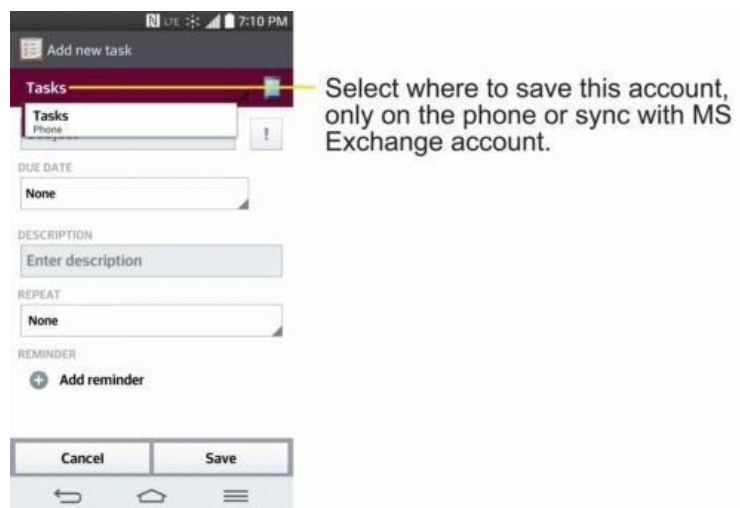 LTE 7:10 PM
Add new task
Tasks
Tasks
Phone
!
DUE DATE
None
DESCRIPTION
Enter description
REPEAT
None
REMINDER
Add reminder
Cancel Save
Select where to save this account,
only on the phone or sync with MS
Exchange account.